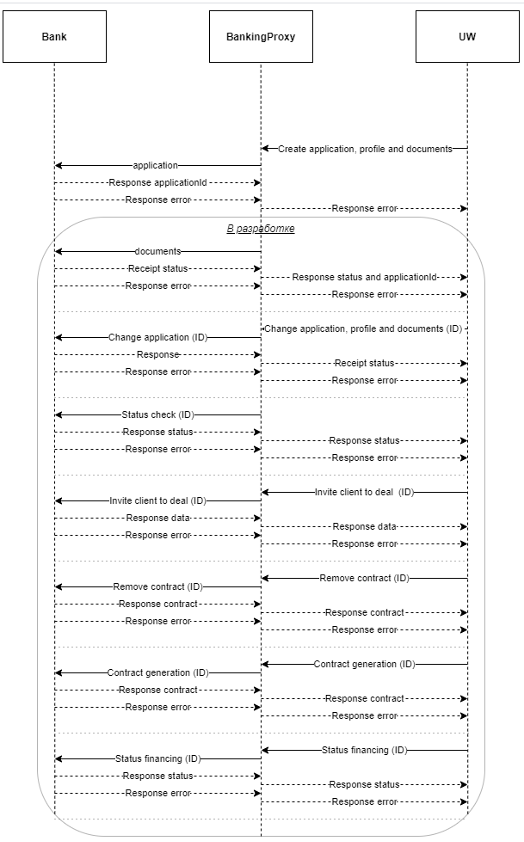 Bank BankingProxy UW
Create application, profile and documents
application
Response applicationId
Response error
Response error
В разработке
documents
Receipt status
Response status and applicationId
Response error
Response error
Change application, profile and documents (ID)
Change application (ID)
Response
Receipt status
Response error
Response error
Status check (ID)
Response status
Response status
Response error
Response error
Invite client to deal (ID)
Invite client to deal (ID)
Response data
Response data
Response error
Response error
Remove contract (ID)
Remove contract (ID)
Response contract
Response contract
Response error
Response error
Contract generation (ID)
Contract generation (ID)
Response contract
Response contract
Response error
Response error
Status financing (ID)
Status financing (ID)
Response status
Response status
Response error
Response error